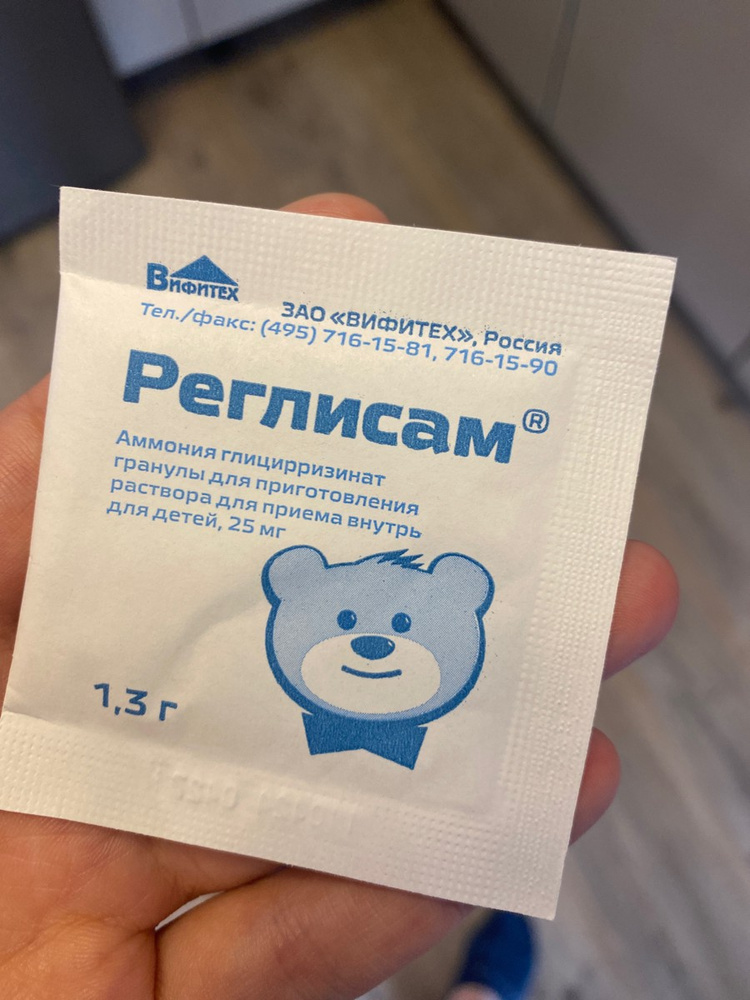 ВИФИТЕХ
ЗАО «ВИФИТЕХ», Россия
Тел./факс: (495) 716-15-81, 716-15-90
Реглисам®
Аммония глицирризинат
гранулы для приготовления
раствора для приема внутрь
для детей, 25 мг
1,3 г